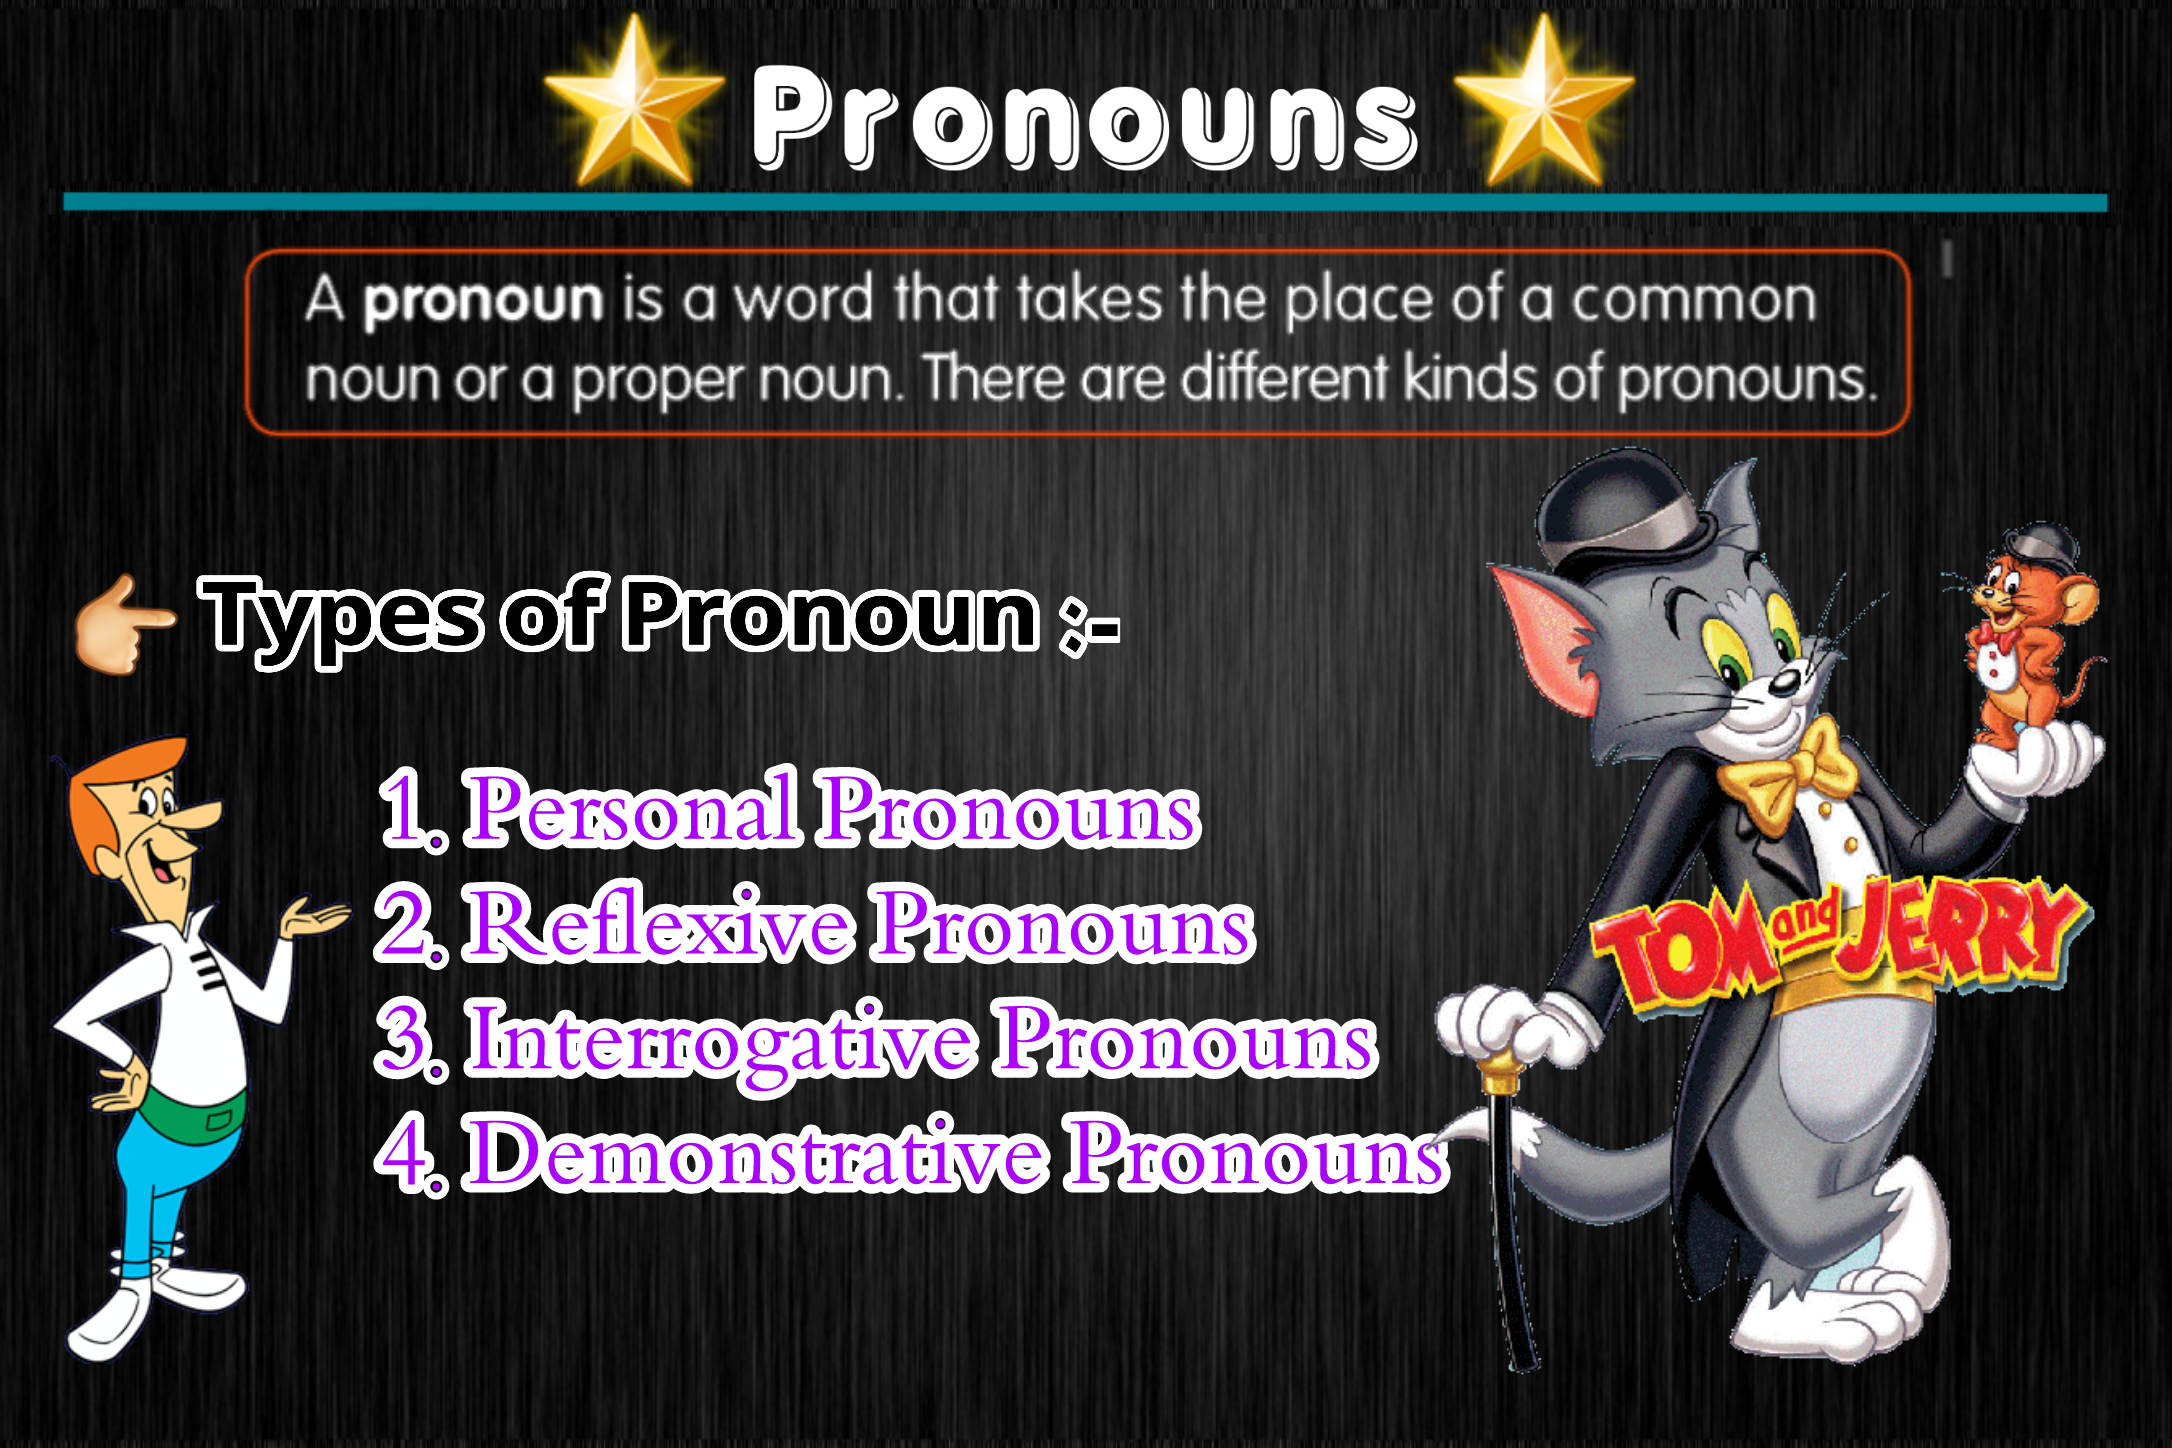 Pronouns
A pronoun is a word that takes the place of a common
noun or a proper noun. There are different kinds of pronouns.
Types of Pronoun :-
1. Personal Pronouns
2. Reflexive Pronouns
3. Interrogative Pronouns
4. Demonstrative Pronouns
TOM and JERRY